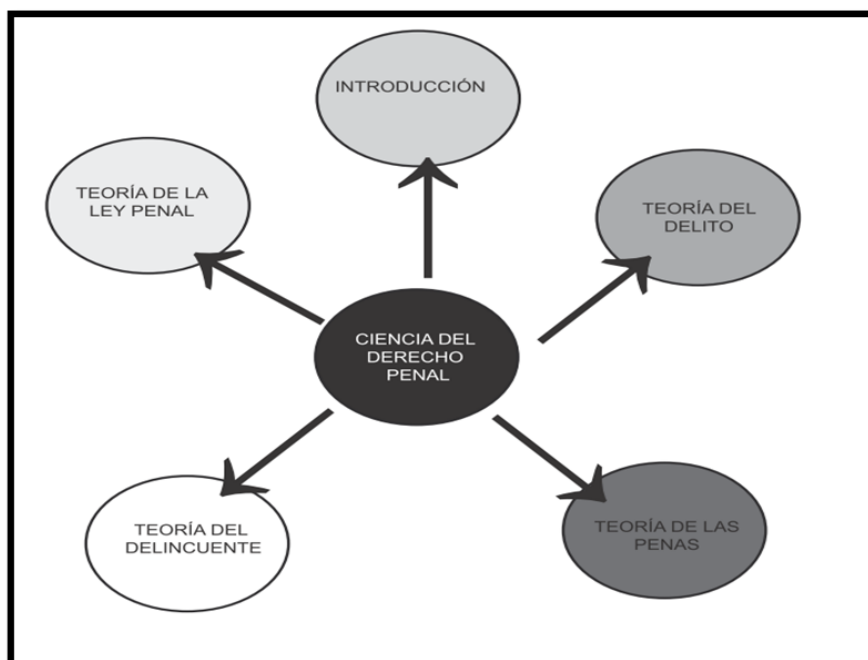 INTRODUCCIÓN
TEORÍA DE LA
LEY PENAL
TEORÍA DEL
DELITO
CIENCIA DEL
DERECHO
PENAL
TEORÍA DEL
DELINCUENTE
TEORÍA DE LAS
PENAS